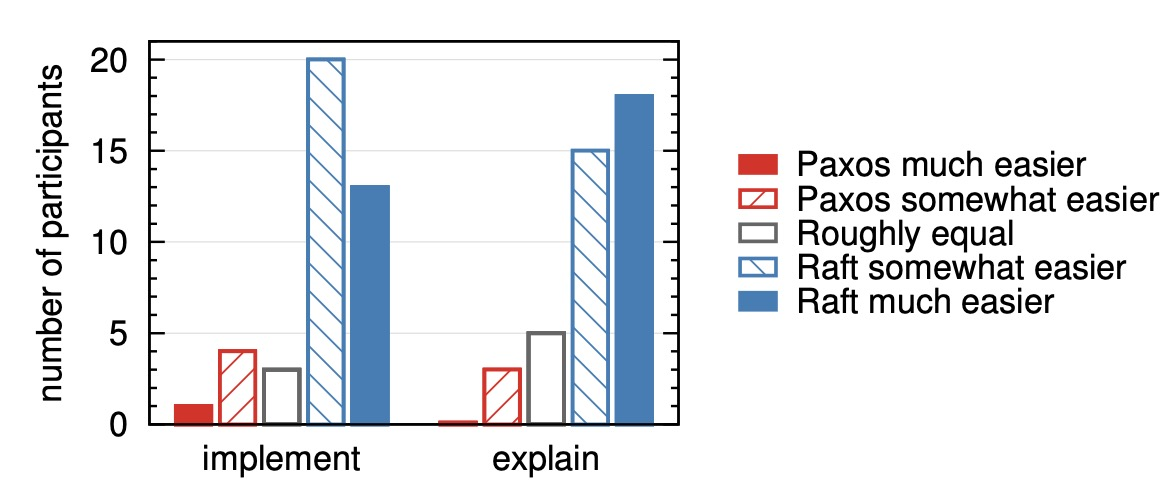 number of participants
20
15
10
5
0
implement
explain
Paxos much easier
Paxos somewhat easier
Roughly equal
Raft somewhat easier
Raft much easier